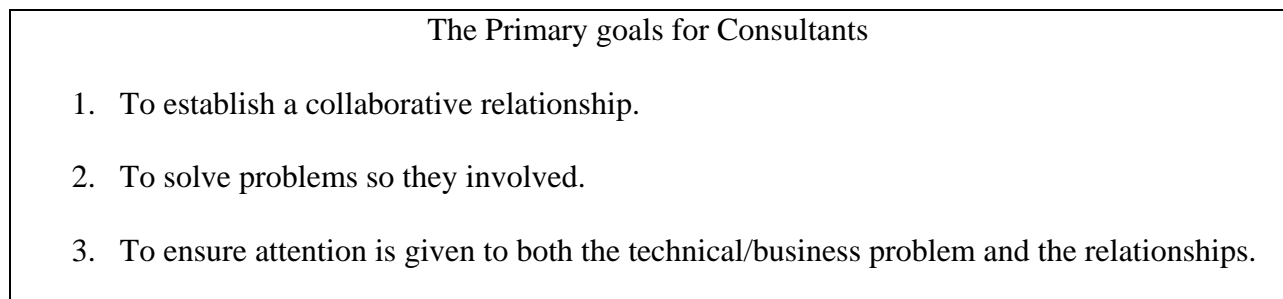 The Primary goals for Consultants
1. To establish a collaborative relationship.
2. To solve problems so they involved.
3. To ensure attention is given to both the technical/business problem and the relationships.